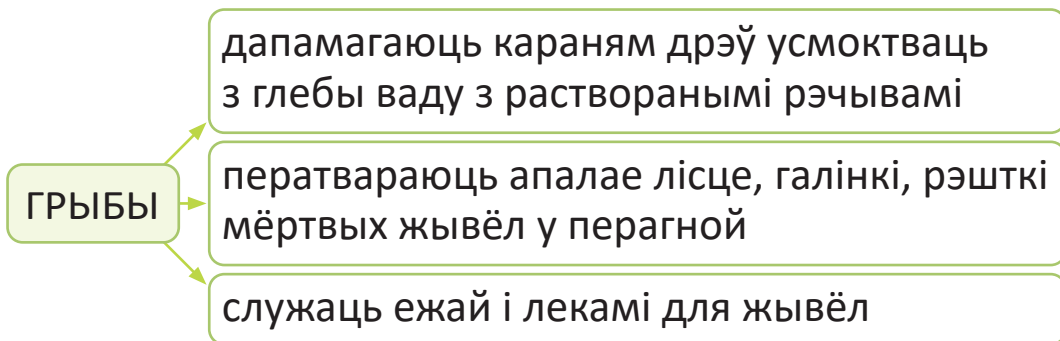 дапамагаюць караням дрэў усмоктваць
з глебы ваду з растворанымі рэчывамі
ГРЫБЫ
ператвараюць апалае лісце, галінкі, рэшткі
мёртвых жывёл у перагной
служаць ежай і лекамі для жывёл